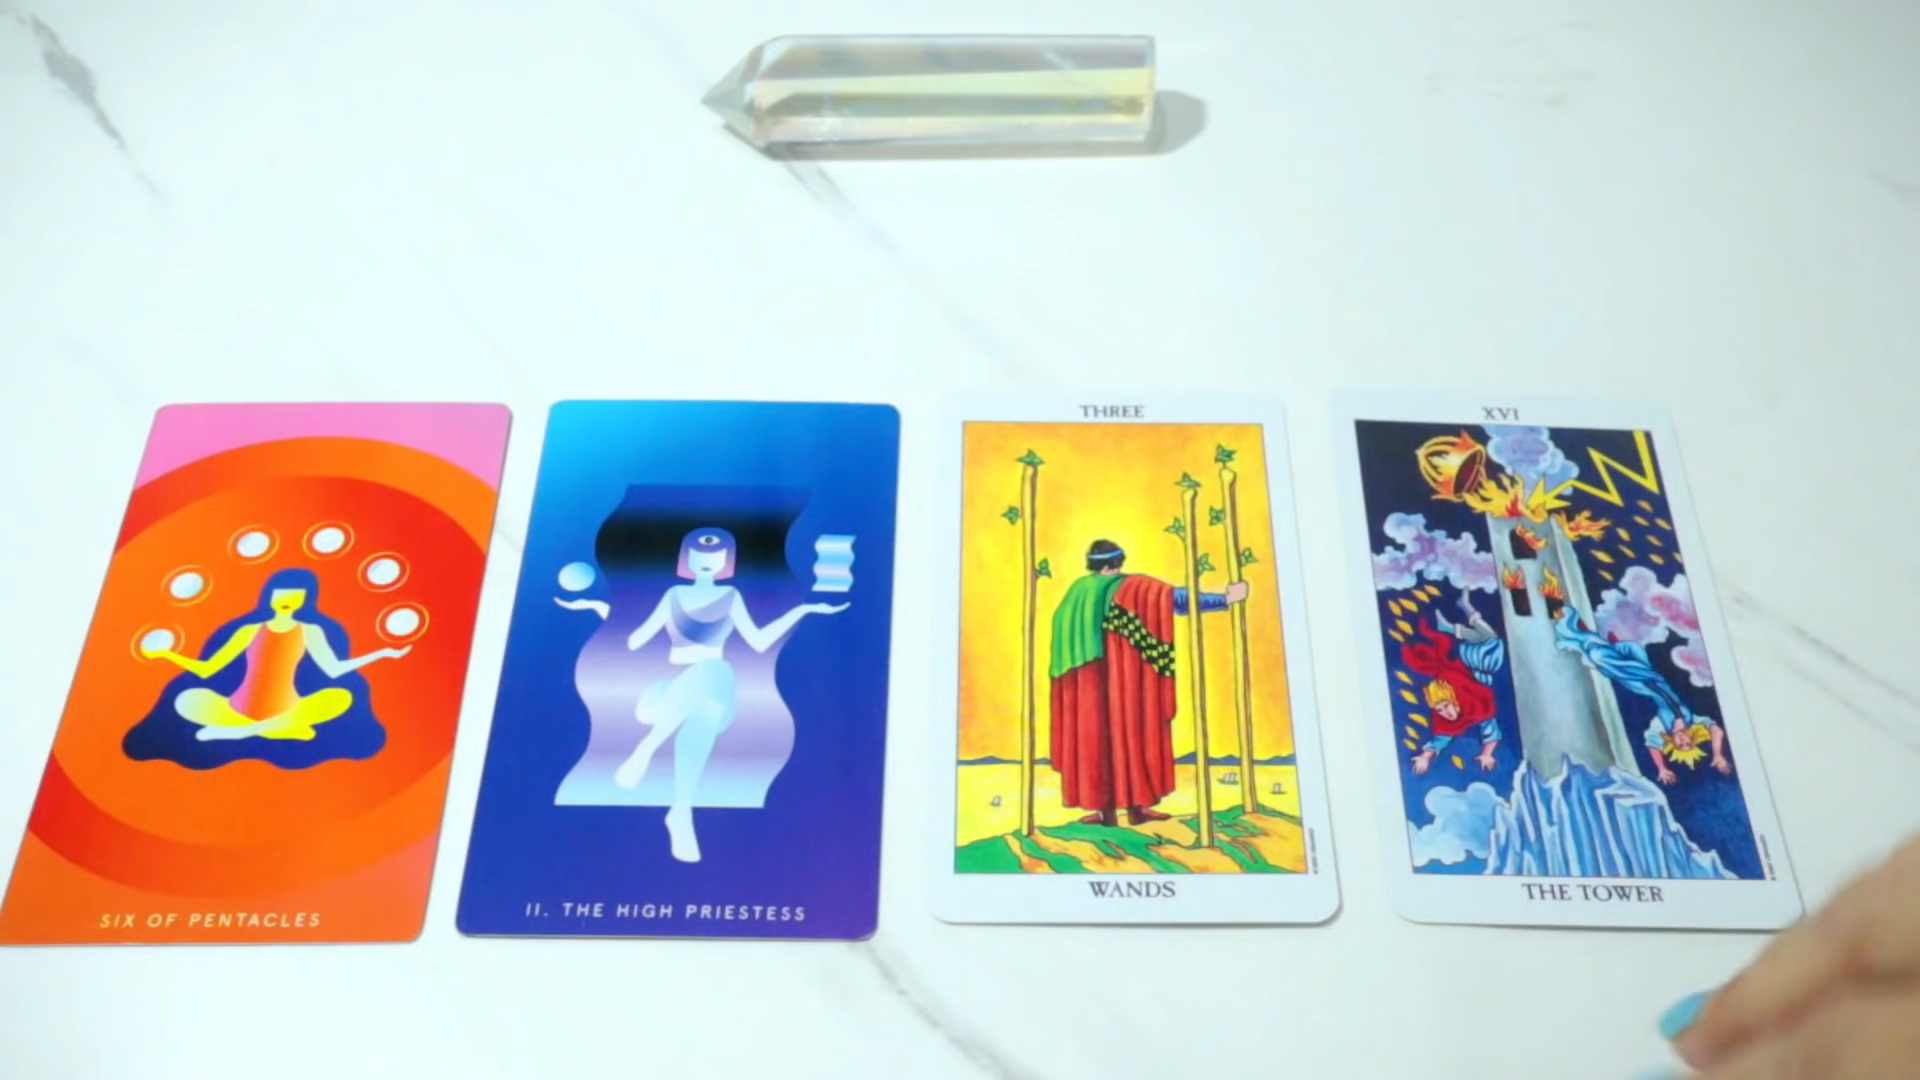 SIX OF PENTACLES
II. THE HIGH PRIESTESS
THREE
WANDS
XVI
THE TOWER